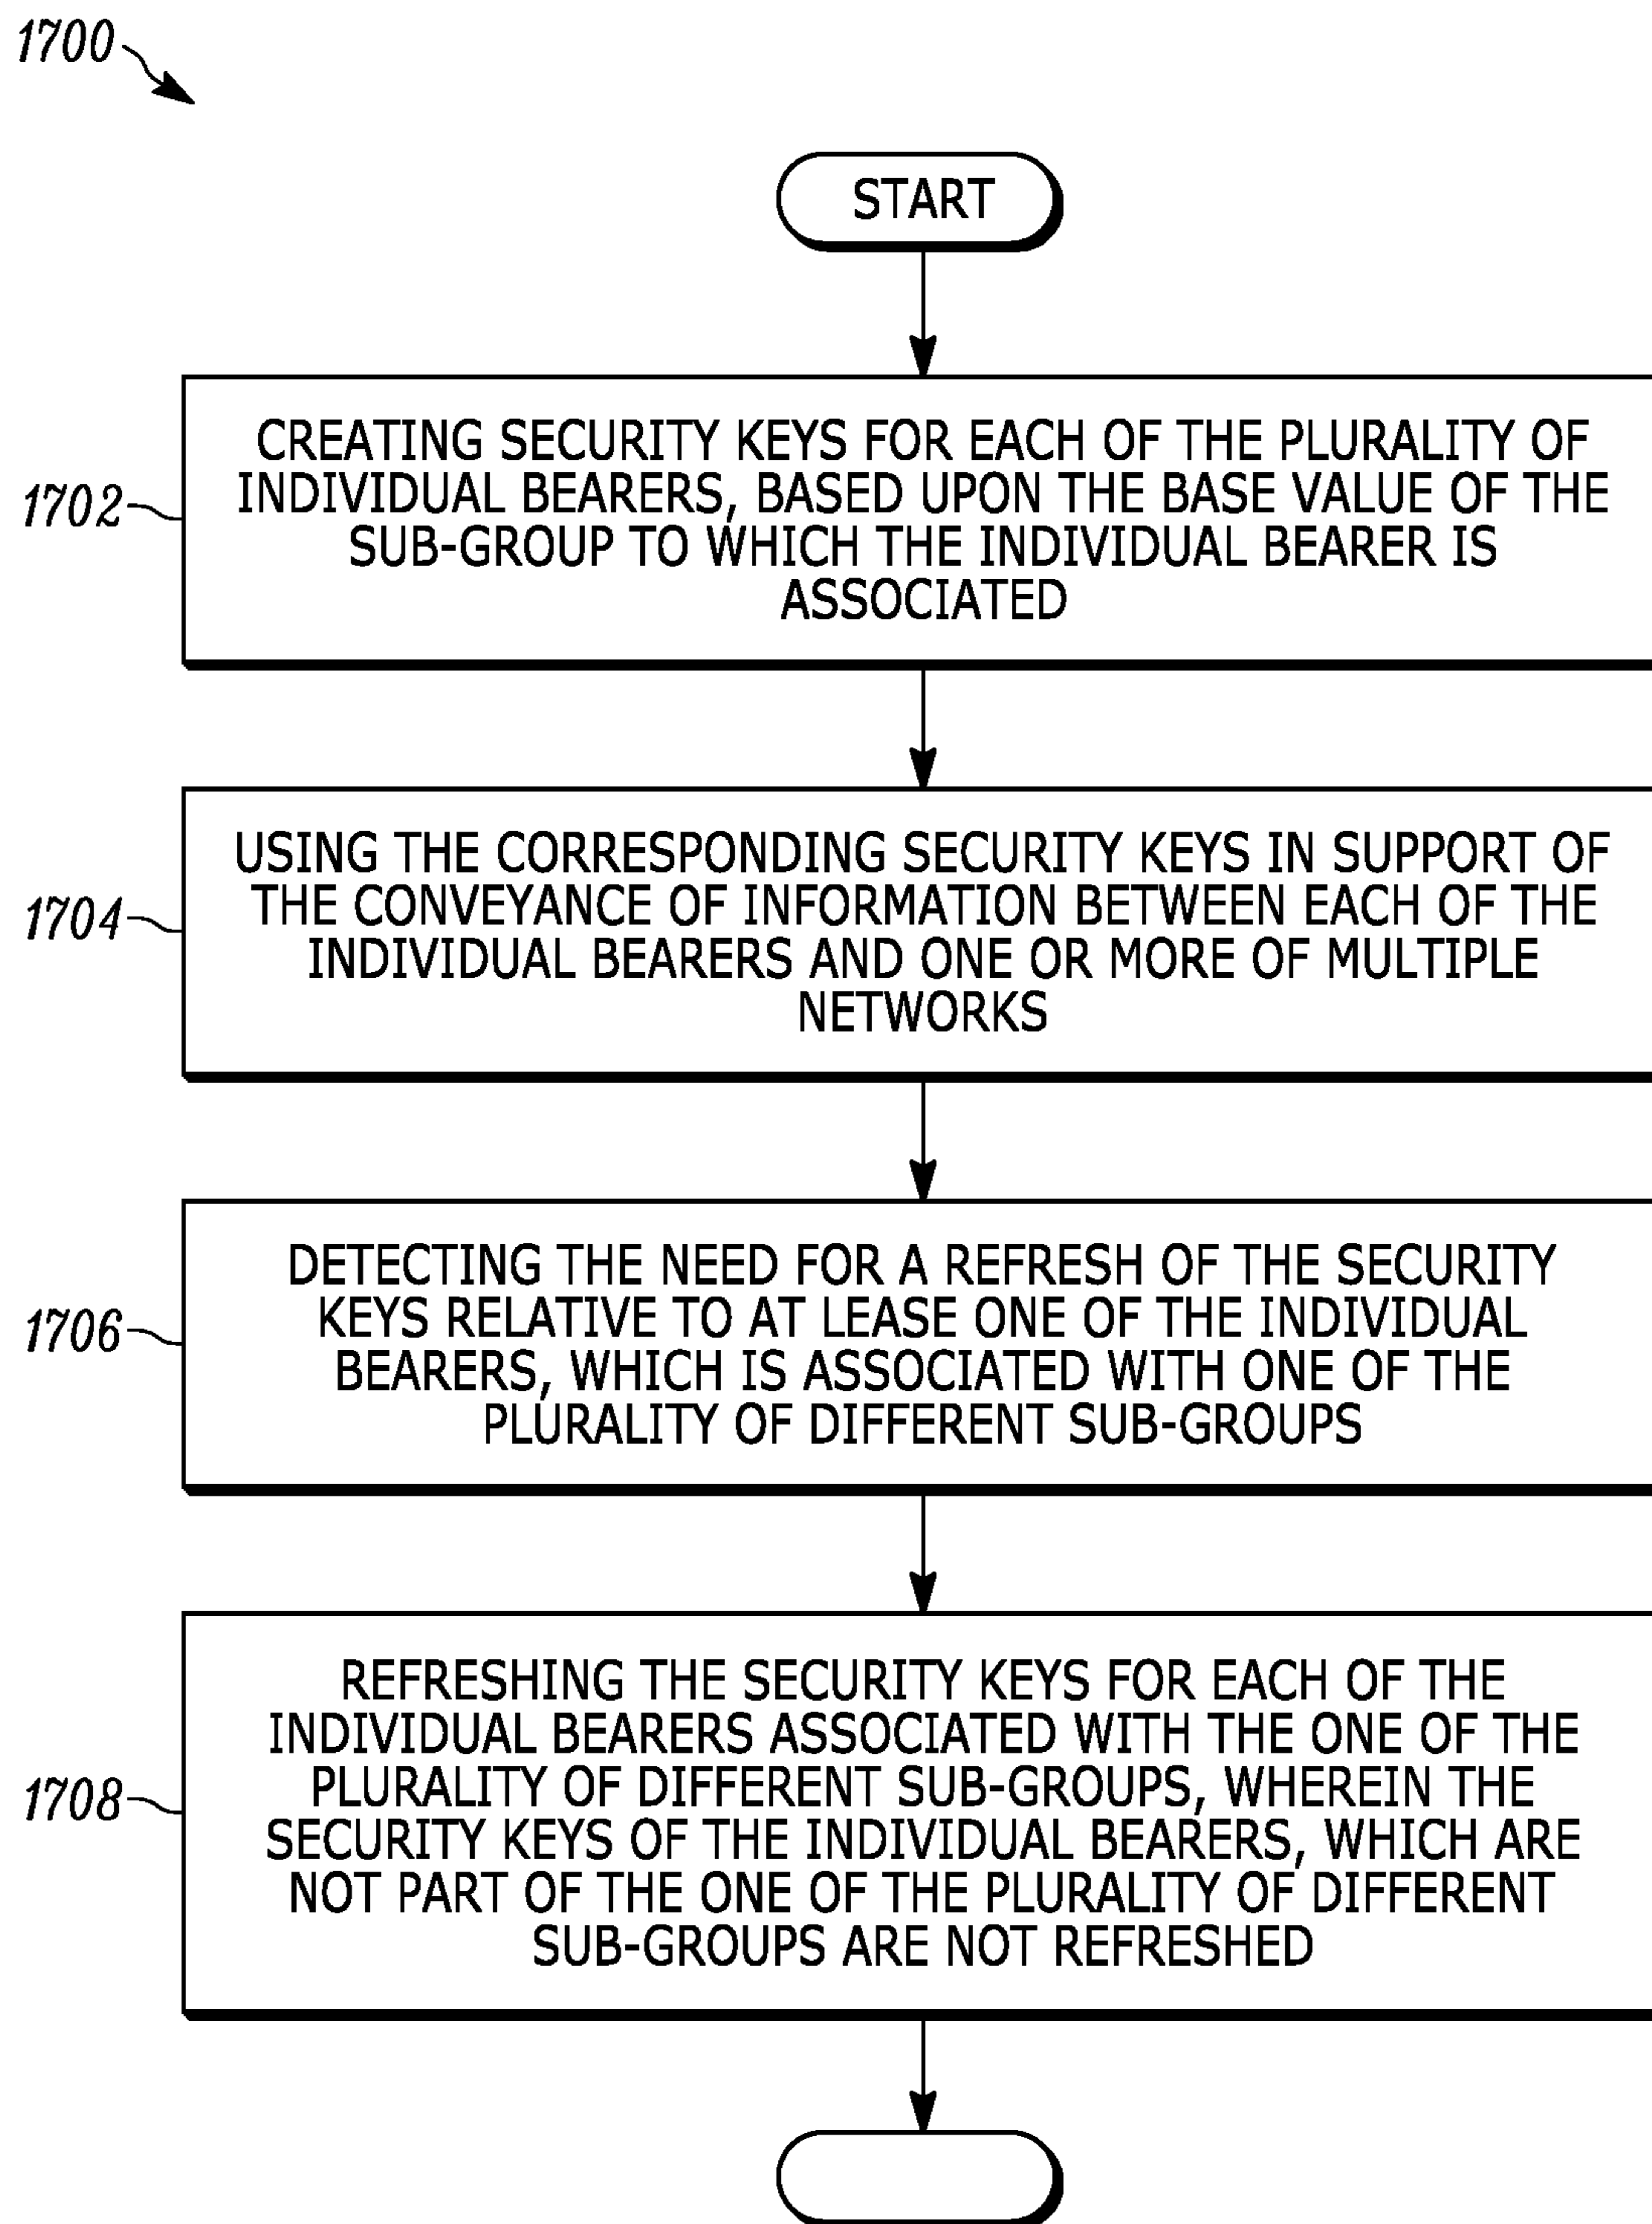 1700
START
CREATING SECURITY KEYS FOR EACH OF THE PLURALITY OF
INDIVIDUAL BEARERS, BASED UPON THE BASE VALUE OF THE
SUB-GROUP TO WHICH THE INDIVIDUAL BEARER IS
ASSOCIATED
1702
USING THE CORRESPONDING SECURITY KEYS IN SUPPORT OF
THE CONVEYANCE OF INFORMATION BETWEEN EACH OF THE
INDIVIDUAL BEARERS AND ONE OR MORE OF MULTIPLE
NETWORKS
1704
DETECTING THE NEED FOR A REFRESH OF THE SECURITY
KEYS RELATIVE TO AT LEASE ONE OF THE INDIVIDUAL
BEARERS, WHICH IS ASSOCIATED WITH ONE OF THE
PLURALITY OF DIFFERENT SUB-GROUPS
1706
REFRESHING THE SECURITY KEYS FOR EACH OF THE
INDIVIDUAL BEARERS ASSOCIATED WITH THE ONE OF THE
PLURALITY OF DIFFERENT SUB-GROUPS, WHEREIN THE
SECURITY KEYS OF THE INDIVIDUAL BEARERS, WHICH ARE
NOT PART OF THE ONE OF THE PLURALITY OF DIFFERENT
SUB-GROUPS ARE NOT REFRESHED
1708